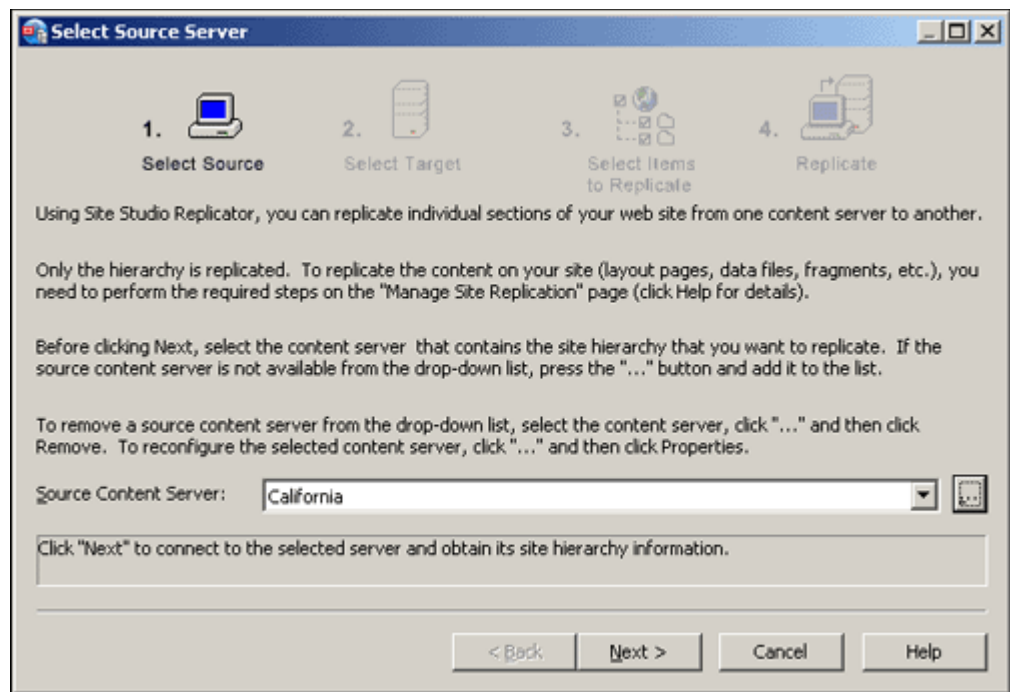 Select Source Server
1.
2.
3.
4.
Select Source
Select Target
Select Items
to Replicate
Replicate
Using Site Studio Replicator, you can replicate individual sections of your web site from one content server to another.
Only the hierarchy is replicated.  To replicate the content on your site (layout pages, data files, fragments, etc.), you
need to perform the required steps on the "Manage Site Replication" page (click Help for details).
Before clicking Next, select the content server  that contains the site hierarchy that you want to replicate.  If the
source content server is not available from the drop-down list, press the "..." button and add it to the list.
To remove a source content server from the drop-down list, select the content server, click "..." and then click
Remove.  To reconfigure the selected content server, click "..." and then click Properties.
Source Content Server:
California
...
Click "Next" to connect to the selected server and obtain its site hierarchy information.
< Back
Next >
Cancel
Help